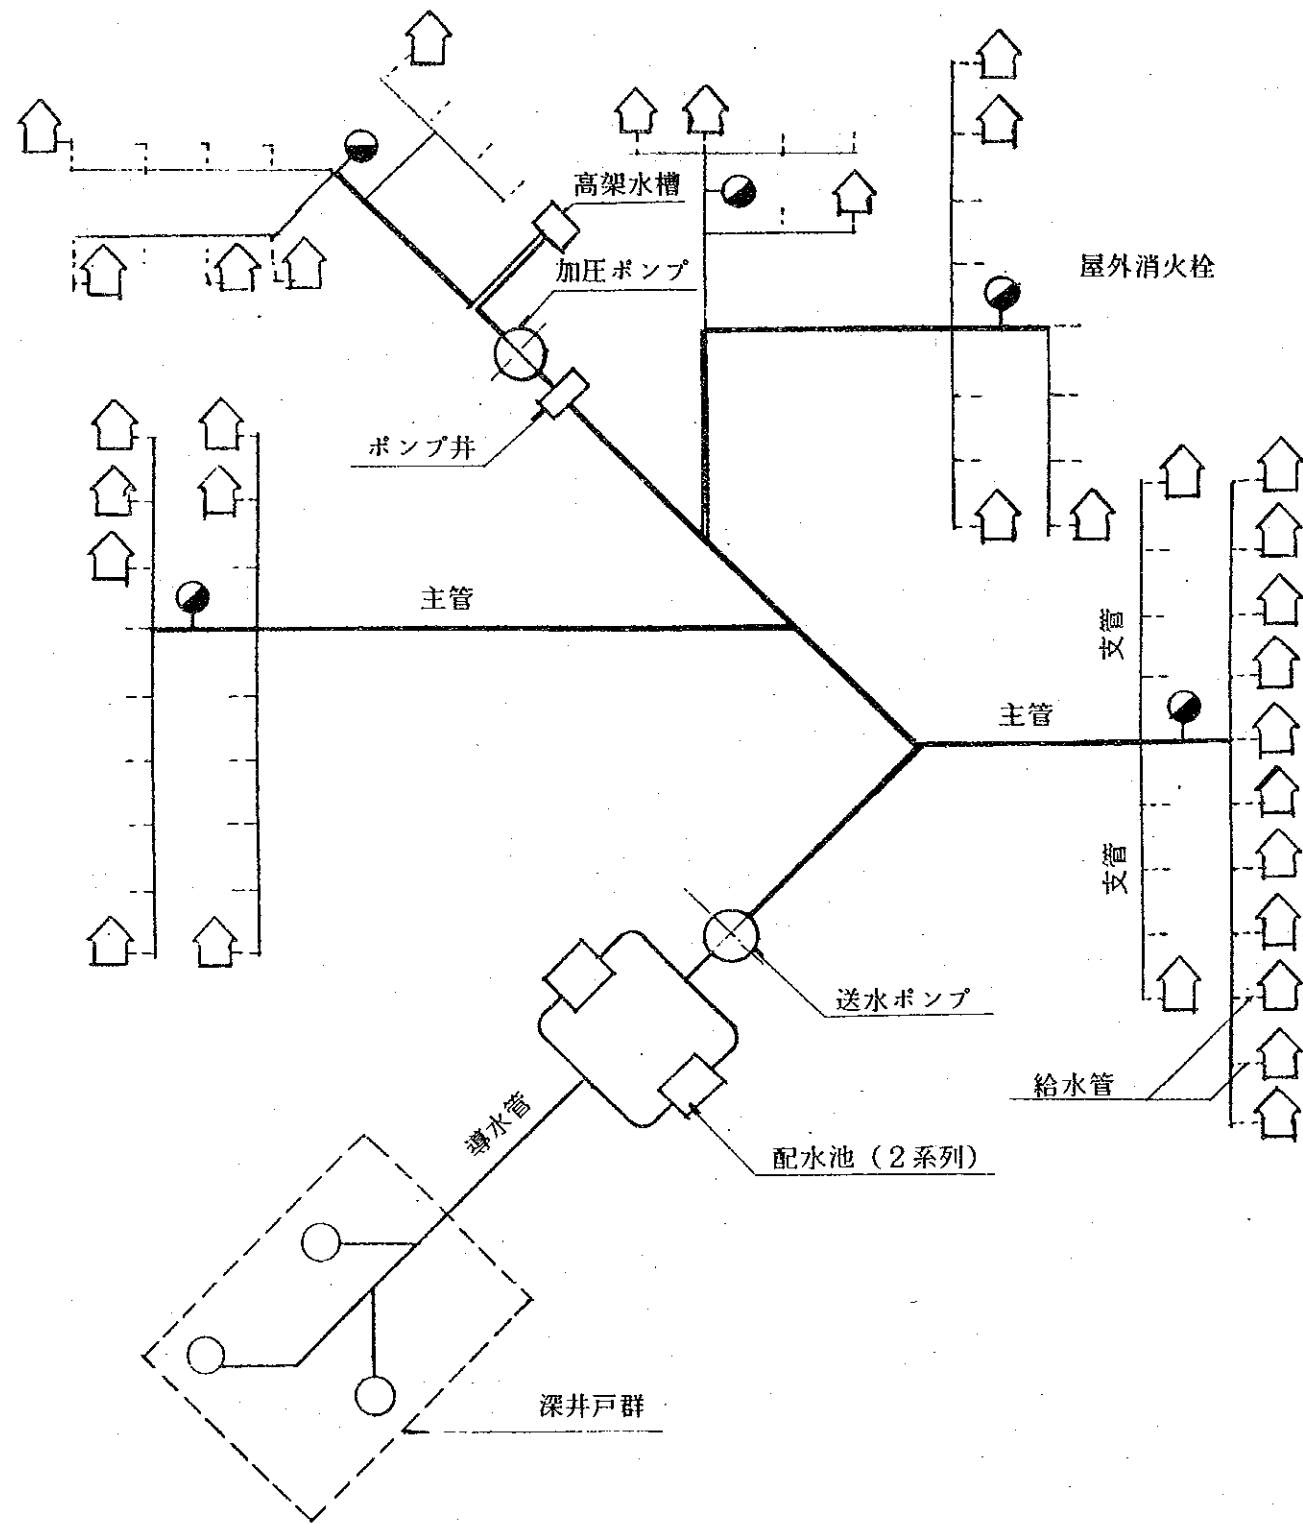 高架水槽
加圧ポンプ
屋外消火栓
ポンプ井
主管
支管
主管
支管
送水ポンプ
給水管
導水管
配水池（2系列）
深井戸群